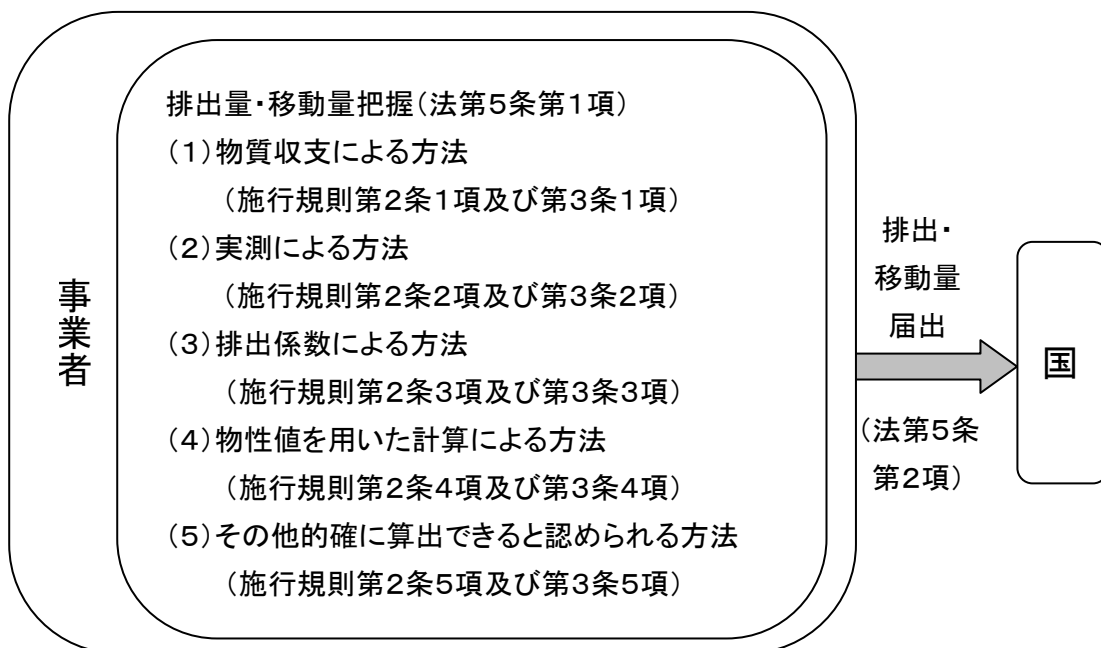 事業者
排出量・移動量把握（法第５条第１項）
（１）物質収支による方法
（施行規則第２条１項及び第３条１項）
（２）実測による方法
（施行規則第２条２項及び第３条２項）
（３）排出係数による方法
（施行規則第２条３項及び第３条３項）
（４）物性値を用いた計算による方法
（施行規則第２条４項及び第３条４項）
（５）その他的確に算出できると認められる方法
（施行規則第２条５項及び第３条５項）
排出・
移動量
届出
（法第５条
第２項）
国